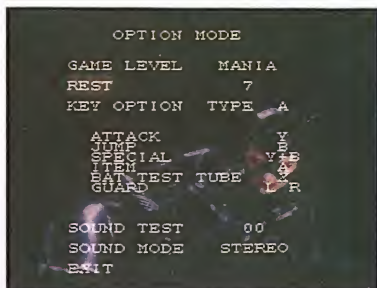 OPTION MODE
GAME LEVEL MANIA
REST 7
KEY OPTION TYPE A
ATTACK Y
JUMP B
SPECIAL Y+B
ITEM A
BAT TEST TUBE X
GUARD L R
SOUND TEST 00
SOUND MODE STEREO
EXIT